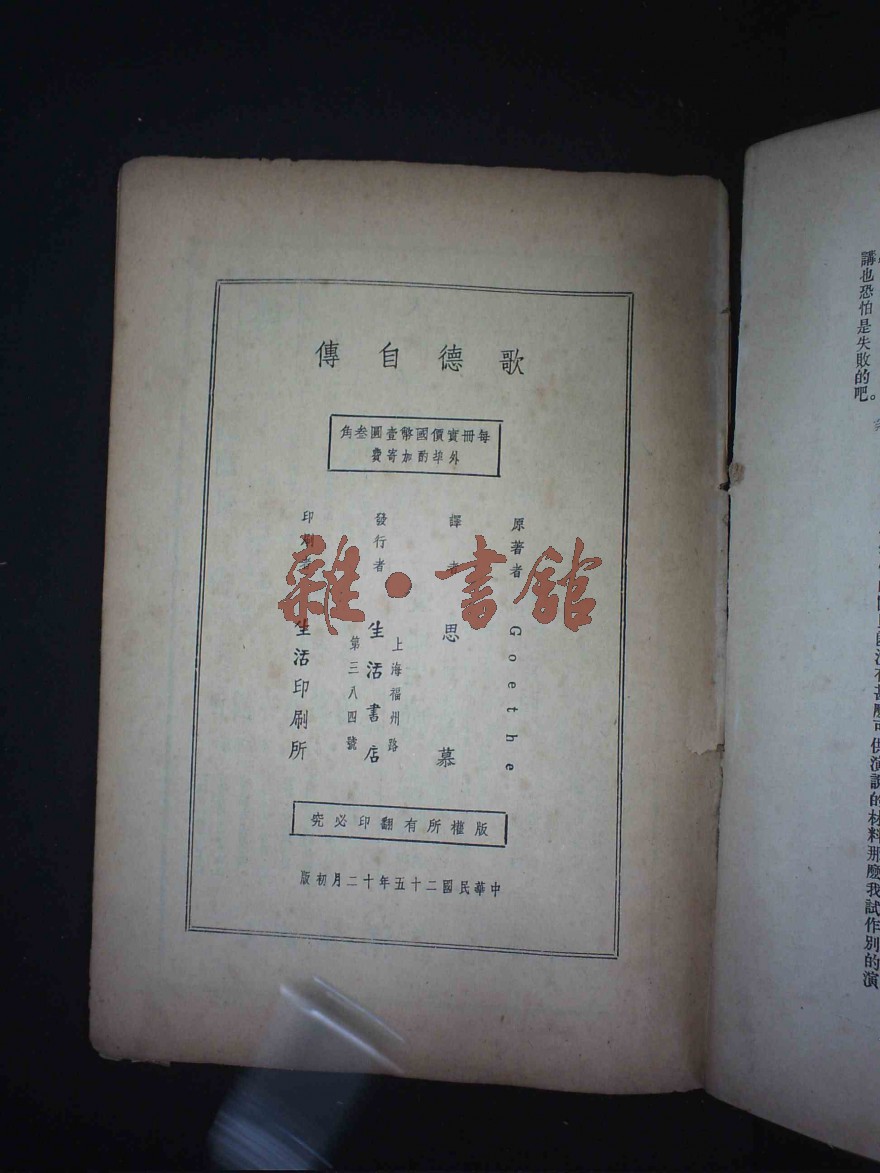 歌德自傳
每冊實價國幣壹圓叁角
外埠酌加寄費
原著者 Goethe
譯者 思慕
發行者 生活書店
上海福州路
第三八四號
印刷者 生活印刷所
版權所有翻印必究
中華民國二十五年十二月初版
雜·書館
講也恐怕是失敗的吧。
供演說的材料那麼我試作別的演